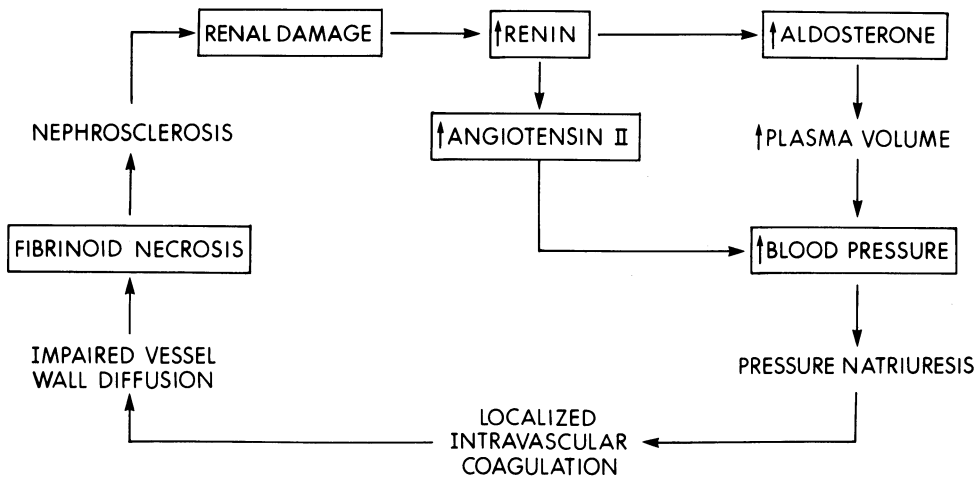 RENAL DAMAGE
↑RENIN
↑ALDOSTERONE
NEPHROSCLEROSIS
↑ANGIOTENSIN II
↑PLASMA VOLUME
FIBRINOID NECROSIS
↑BLOOD PRESSURE
IMPAIRED VESSEL
WALL DIFFUSION
PRESSURE NATRIURESIS
LOCALIZED
INTRAVASCULAR
COAGULATION